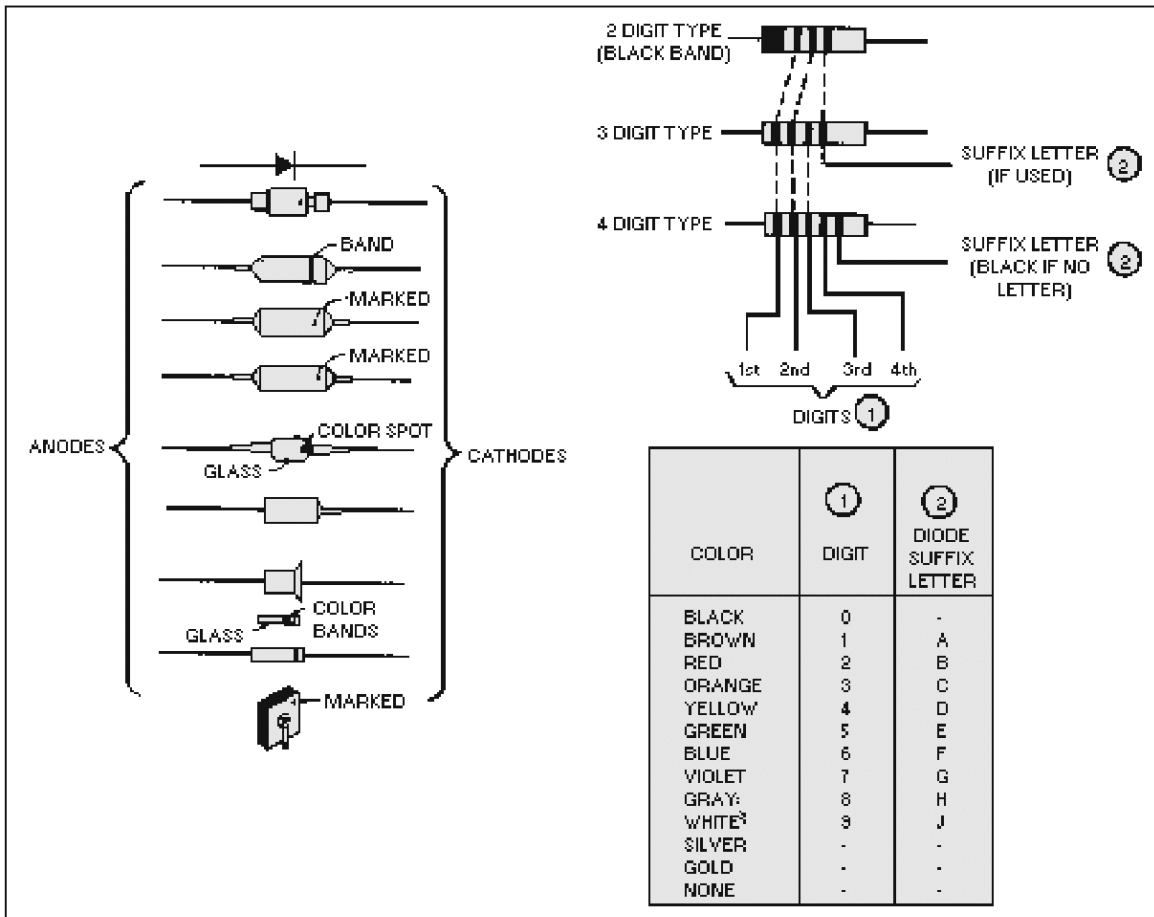 2 DIGIT TYPE
(BLACK BAND)
3 DIGIT TYPE
SUFFIX LETTER
(IF USED)
2
4 DIGIT TYPE
SUFFIX LETTER
(BLACK IF NO
LETTER)
2
1st 2nd 3rd 4th
DIGITS 1
BAND
MARKED
MARKED
COLOR SPOT
ANODES
CATHODES
GLASS
COLOR
BANDS
GLASS
MARKED
1 2
COLOR DIGIT DIODE
SUFFIX
LETTER
BLACK 0 -
BROWN 1 A
RED 2 B
ORANGE 3 C
YELLOW 4 D
GREEN 5 E
BLUE 6 F
VIOLET 7 G
GRAY: 8 H
WHITE 9 J
SILVER - -
GOLD - -
NONE - -